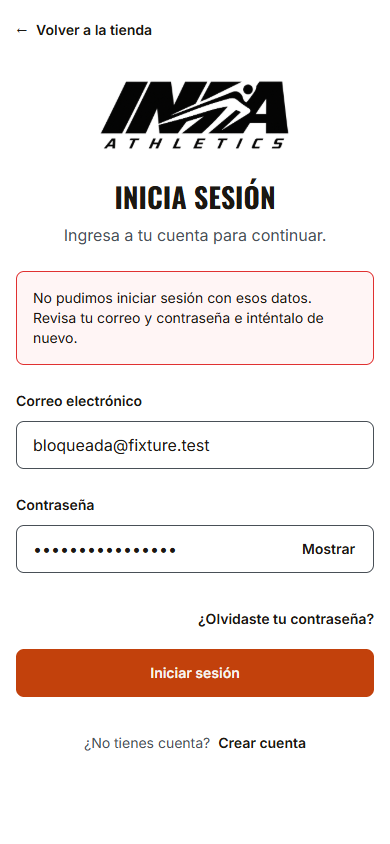 ← Volver a la tienda
INZA
ATHLETICS
INICIA SESIÓN
Ingresa a tu cuenta para continuar.
No pudimos iniciar sesión con esos datos.
Revisa tu correo y contraseña e inténtalo de
nuevo.
Correo electrónico
bloqueada@fixture.test
Contraseña
••••••••••••••••
Mostrar
¿Olvidaste tu contraseña?
Iniciar sesión
¿No tienes cuenta? Crear cuenta